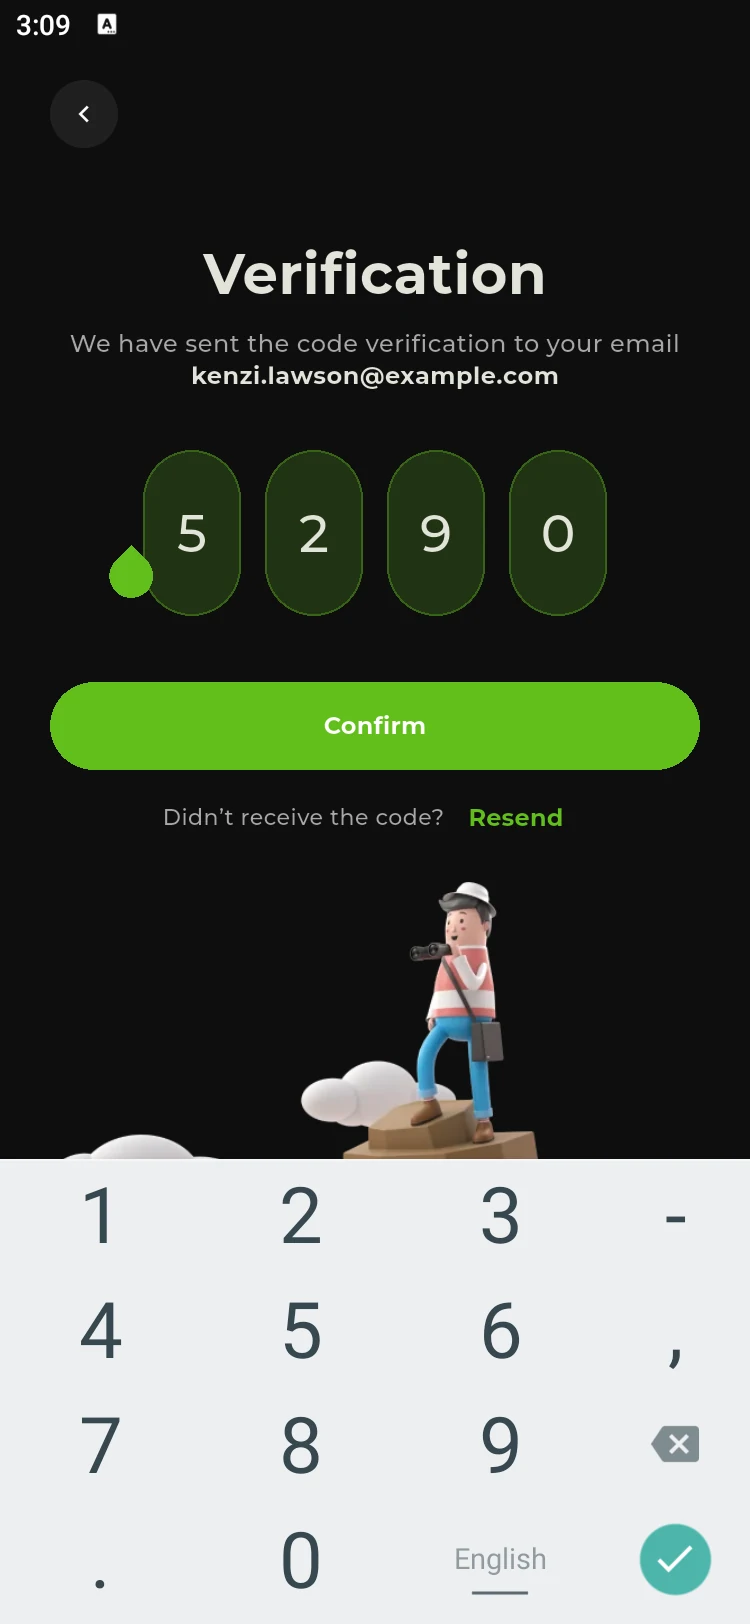 3:09 A
Verification
We have sent the code verification to your email
kenzi.lawson@example.com
5 2 9 0
Confirm
Didn’t receive the code? Resend
1 2 3 -
4 5 6 ,
7 8 9
. 0 English